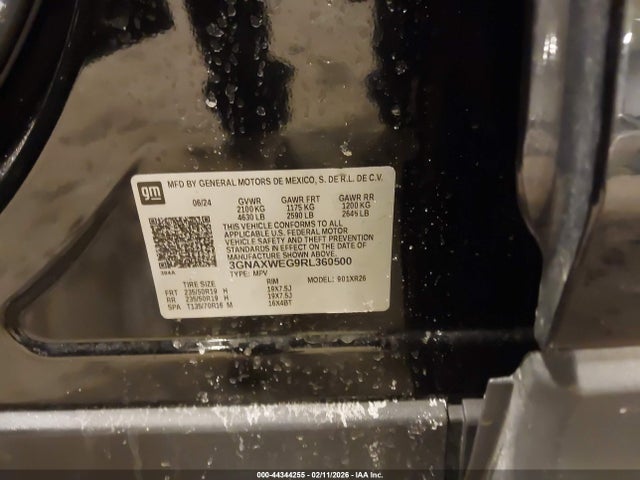 gm
MFD BY GENERAL MOTORS DE MEXICO, S. DE R.L. DE C.V.
06/24 GVWR GAWR FRT GAWR RR
2100 KG 1175 KG 1200 KG
4630 LB 2590 LB 2645 LB
THIS VEHICLE CONFORMS TO ALL
APPLICABLE U.S. FEDERAL MOTOR
VEHICLE SAFETY AND THEFT PREVENTION
STANDARDS IN EFFECT ON THE DATE OF
MANUFACTURE SHOWN ABOVE.
3GNAXWEG9RL360500
TYPE: MPV MODEL: 901XR26
TIRE SIZE RIM
FRT 235/50R19 H 19X7.5J
RR 235/50R19 H 19X7.5J
SPA T135/70R16 M 16X4BT
000-44344255 - 02/11/2026 - IAA Inc.